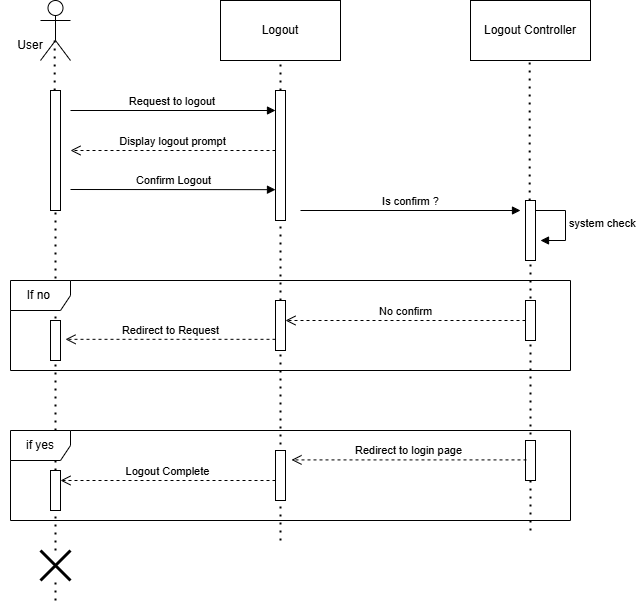 User
Logout
Logout Controller
Request to logout
Display logout prompt
Confirm Logout
Is confirm ?
system check
If no
No confirm
Redirect to Request
if yes
Redirect to login page
Logout Complete